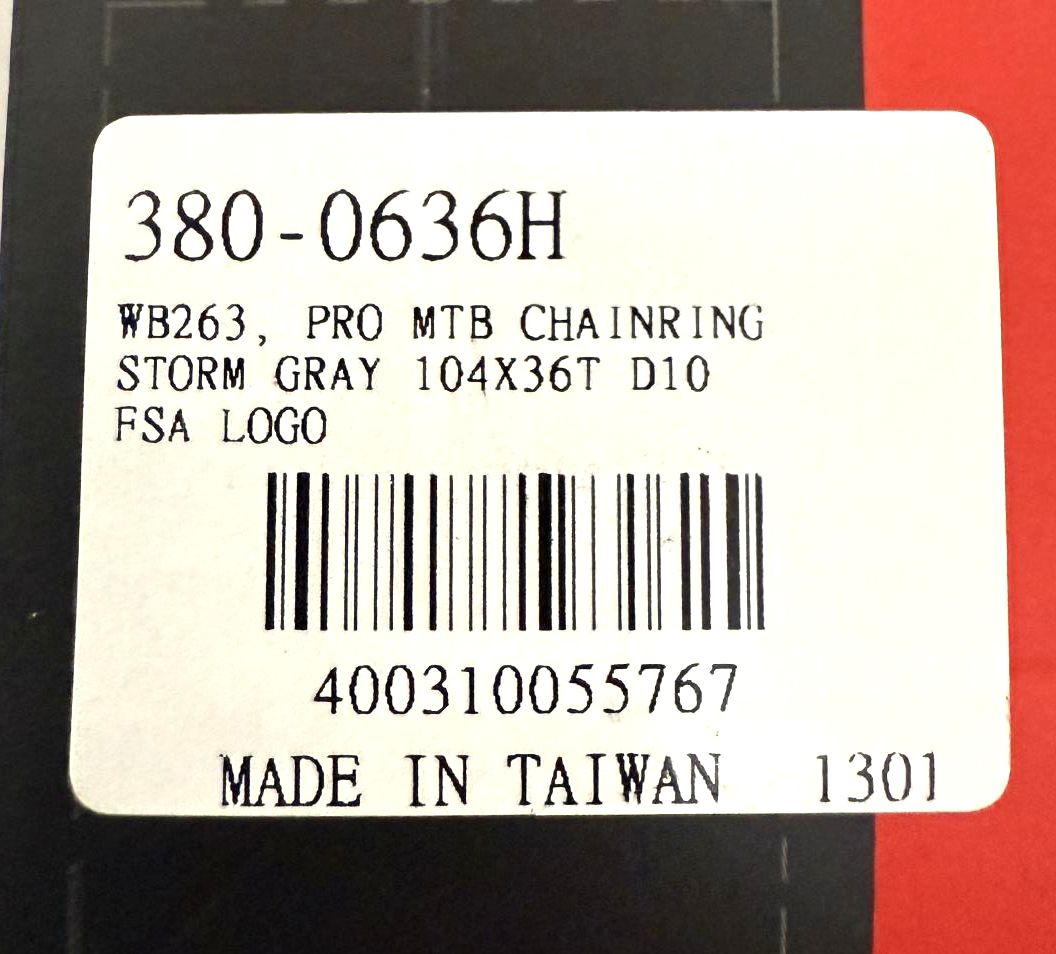 380-0636H
WB263, PRO MTB CHAINRING
STORM GRAY 104X36T D10
FSA LOGO
400310055767
MADE IN TAIWAN 1301